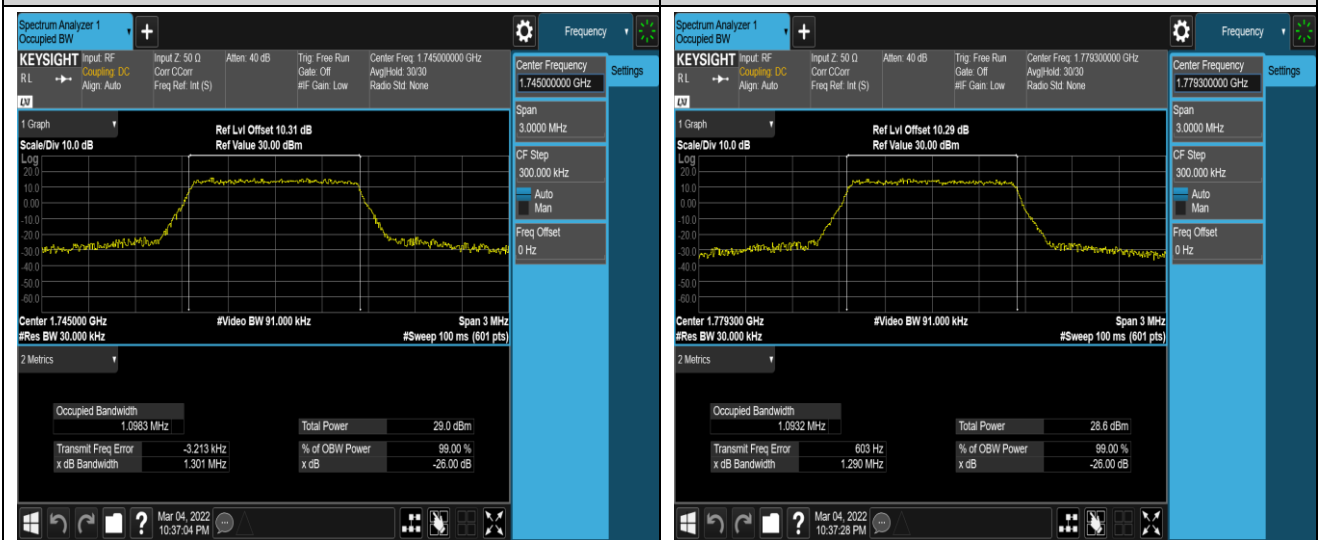 Spectrum Analyzer 1
Occupied BW
+
Frequency
KEYSIGHT
RL
LXI
Input: RF
Coupling: DC
Align: Auto
Input Z: 50 Ω
Corr CCorr
Freq Ref: Int (S)
Atten: 40 dB
Trig: Free Run
Gate: Off
#IF Gain: Low
Center Freq: 1.745000000 GHz
Avg|Hold: 30/30
Radio Std: None
Center Frequency
1.745000000 GHz
Settings
Span
3.0000 MHz
CF Step
300.000 kHz
Auto
Man
Freq Offset
0 Hz
1 Graph
Scale/Div 10.0 dB
Ref Lvl Offset 10.31 dB
Ref Value 30.00 dBm
Log
20.0
10.0
0.00
-10.0
-20.0
-30.0
-40.0
-50.0
-60.0
Center 1.745000 GHz
#Video BW 91.000 kHz
Span 3 MHz
#Res BW 30.000 kHz
#Sweep 100 ms (601 pts)
2 Metrics
Occupied Bandwidth
1.0983 MHz
Total Power 29.0 dBm
Transmit Freq Error -3.213 kHz
% of OBW Power 99.00 %
x dB Bandwidth 1.301 MHz
x dB -26.00 dB
?
Mar 04, 2022
10:37:04 PM
Spectrum Analyzer 1
Occupied BW
+
Frequency
KEYSIGHT
RL
LXI
Input: RF
Coupling: DC
Align: Auto
Input Z: 50 Ω
Corr CCorr
Freq Ref: Int (S)
Atten: 40 dB
Trig: Free Run
Gate: Off
#IF Gain: Low
Center Freq: 1.779300000 GHz
Avg|Hold: 30/30
Radio Std: None
Center Frequency
1.779300000 GHz
Settings
Span
3.0000 MHz
CF Step
300.000 kHz
Auto
Man
Freq Offset
0 Hz
1 Graph
Scale/Div 10.0 dB
Ref Lvl Offset 10.29 dB
Ref Value 30.00 dBm
Log
20.0
10.0
0.00
-10.0
-20.0
-30.0
-40.0
-50.0
-60.0
Center 1.779300 GHz
#Video BW 91.000 kHz
Span 3 MHz
#Res BW 30.000 kHz
#Sweep 100 ms (601 pts)
2 Metrics
Occupied Bandwidth
1.0932 MHz
Total Power 28.6 dBm
Transmit Freq Error 603 Hz
% of OBW Power 99.00 %
x dB Bandwidth 1.290 MHz
x dB -26.00 dB
?
Mar 04, 2022
10:37:28 PM